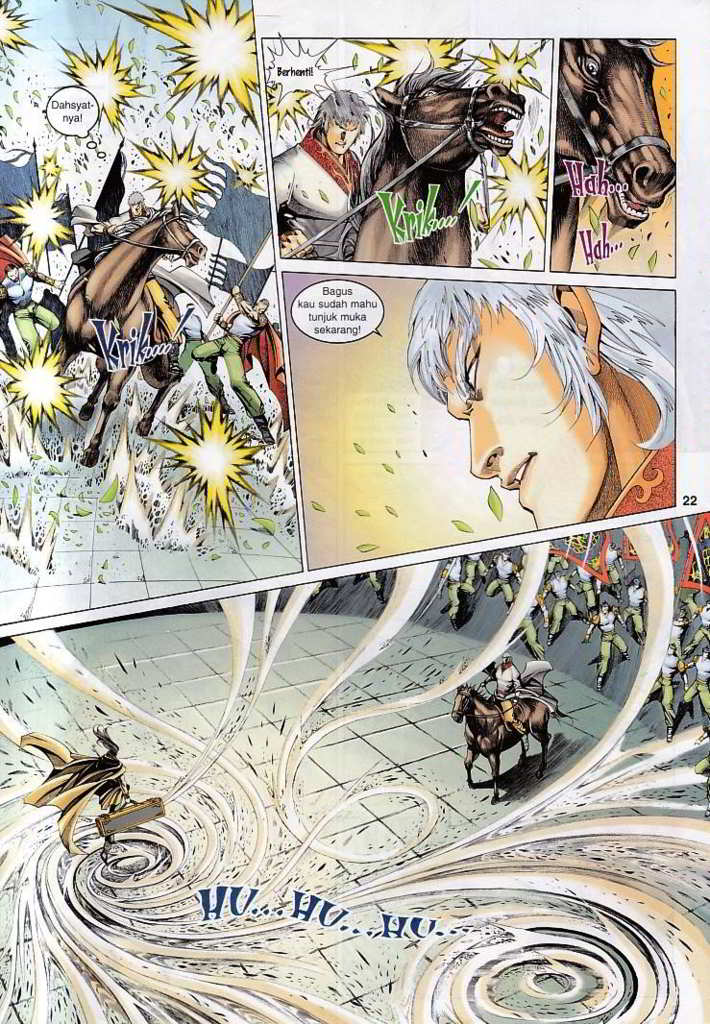 Dahsyat-
nya!
Krik...!
Berhenti!
Krik...!
Hah...
Hah...
Bagus
kau sudah mahu
tunjuk muka
sekarang!
22
HU...HU...HU...